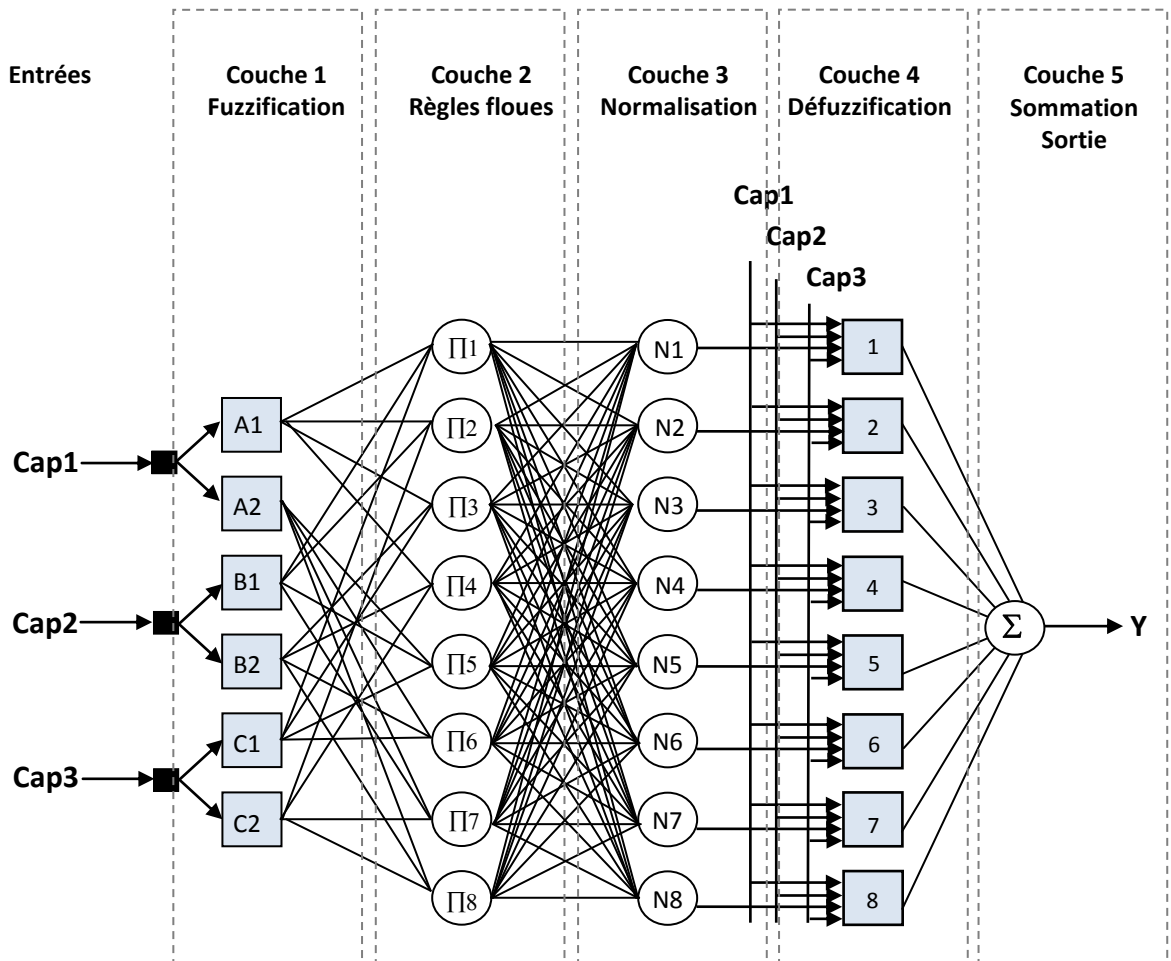 Entrées
Couche 1
Fuzzification
Couche 2
Règles floues
Couche 3
Normalisation
Couche 4
Défuzzification
Couche 5
Sommation
Sortie
Cap1
Cap2
Cap3
Cap1
Cap2
Cap3
A1
A2
B1
B2
C1
C2
∏1
∏2
∏3
∏4
∏5
∏6
∏7
∏8
N1
N2
N3
N4
N5
N6
N7
N8
1
2
3
4
5
6
7
8
Σ
Y